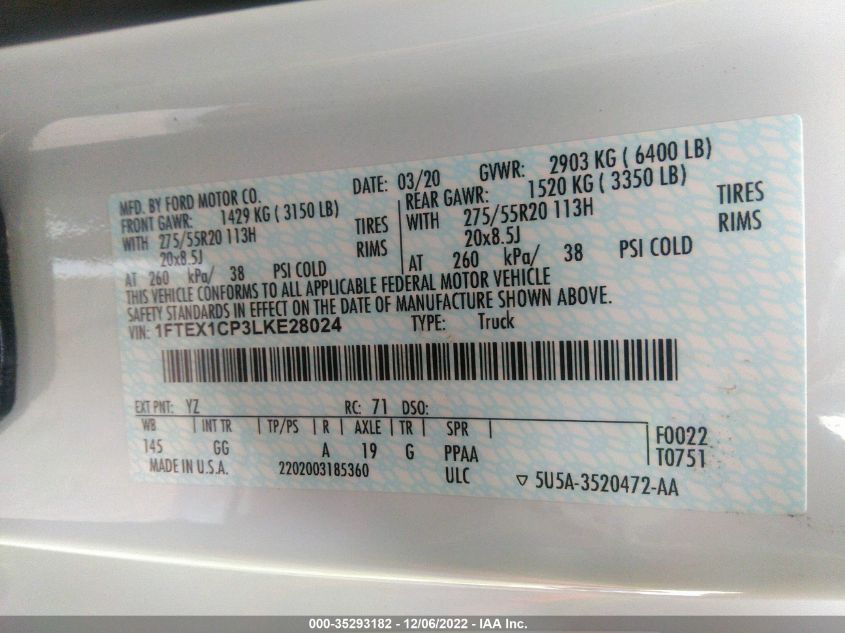 MFD. BY FORD MOTOR CO.
DATE: 03/20 GVWR: 2903 KG ( 6400 LB)
FRONT GAWR: 1429 KG ( 3150 LB)
REAR GAWR: 1520 KG ( 3350 LB)
WITH 275/55R20 113H TIRES
WITH 275/55R20 113H TIRES
20x8.5J RIMS
20x8.5J RIMS
AT 260 kPa/ 38 PSI COLD
AT 260 kPa/ 38 PSI COLD
THIS VEHICLE CONFORMS TO ALL APPLICABLE FEDERAL MOTOR VEHICLE
SAFETY STANDARDS IN EFFECT ON THE DATE OF MANUFACTURE SHOWN ABOVE.
VIN: 1FTEX1CP3LKE28024 TYPE: Truck
EXT PNT: YZ RC: 71 DSO:
WB INT TR TP/PS R AXLE TR SPR
145 GG A 19 G PPAA
F0022
T0751
MADE IN U.S.A. 2202003185360 ULC
▽ 5U5A-3520472-AA
000-35293182 - 12/06/2022 - IAA Inc.